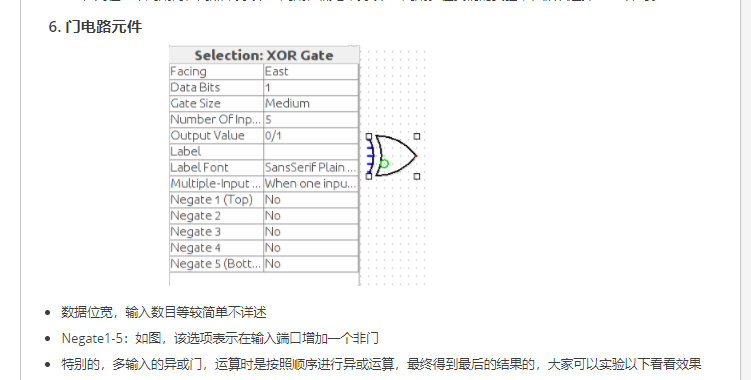 6. 门电路元件
Selection: XOR Gate
Facing East
Data Bits 1
Gate Size Medium
Number Of Inp... 5
Output Value 0/1
Label
Label Font SansSerif Plain ...
Multiple-Input ... When one inpu...
Negate 1 (Top) No
Negate 2 No
Negate 3 No
Negate 4 No
Negate 5 (Bott... No
数据位宽，输入数目等较简单不详述
Negate1-5：如图，该选项表示在输入端口增加一个非门
特别的，多输入的异或门，运算时是按照顺序进行异或运算，最终得到最后的结果的，大家可以实验以下看看效果